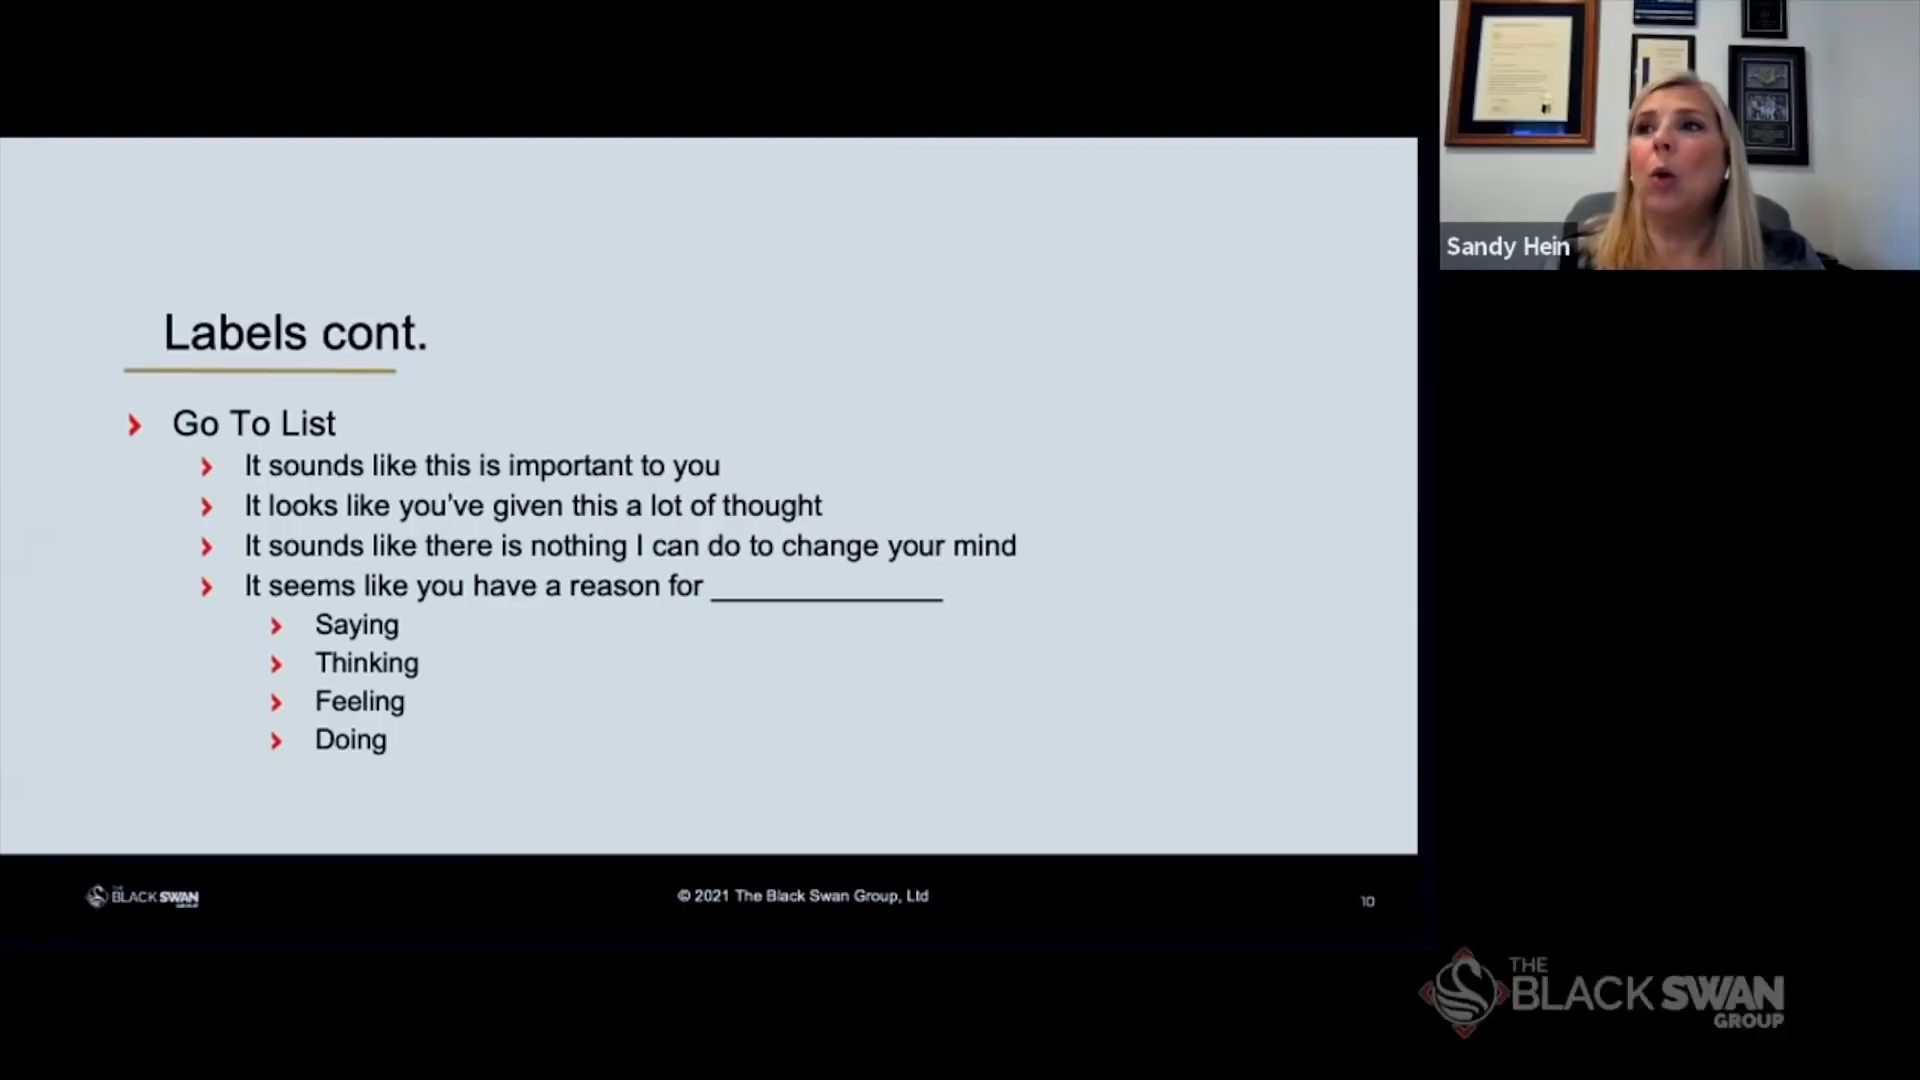 Sandy Hein
Labels cont.
Go To List
It sounds like this is important to you
It looks like you've given this a lot of thought
It sounds like there is nothing I can do to change your mind
It seems like you have a reason for _______________
Saying
Thinking
Feeling
Doing
THE
BLACK SWAN
GROUP
© 2021 The Black Swan Group, Ltd
10
THE
BLACK SWAN
GROUP